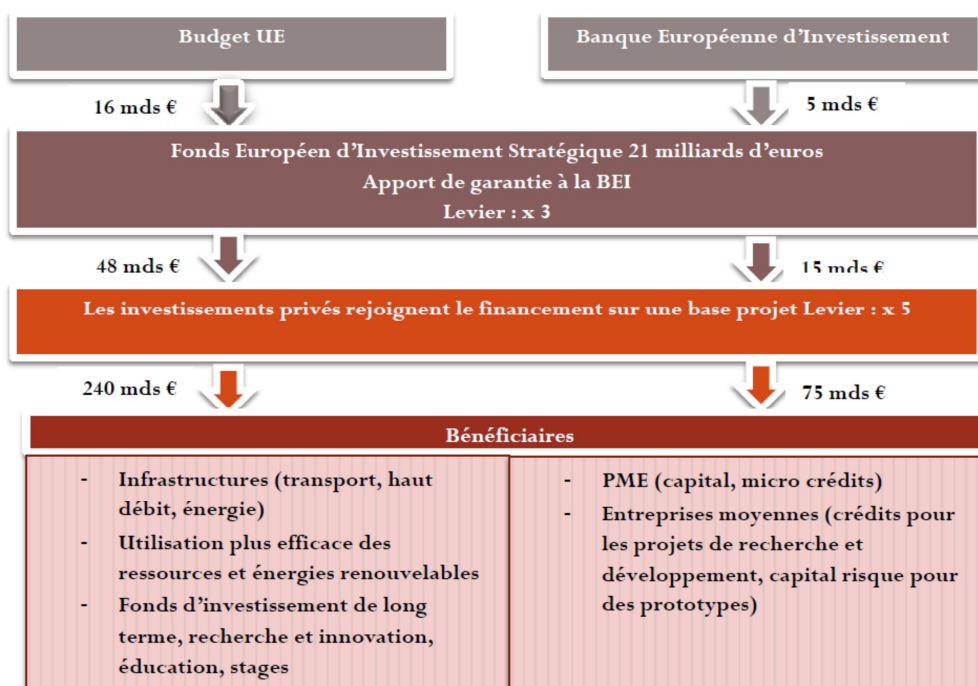 Budget UE
Banque Européenne d'Investissement
16 mds €
5 mds €
Fonds Européen d'Investissement Stratégique 21 milliards d'euros
Apport de garantie à la BEI
Levier : x 3
48 mds €
15 mds €
Les investissements privés rejoignent le financement sur une base projet Levier : x 5
240 mds €
75 mds €
Bénéficiaires
- Infrastructures (transport, haut
débit, énergie)
- Utilisation plus efficace des
ressources et énergies renouvelables
- Fonds d'investissement de long
terme, recherche et innovation,
éducation, stages
- PME (capital, micro crédits)
- Entreprises moyennes (crédits pour
les projets de recherche et
développement, capital risque pour
des prototypes)